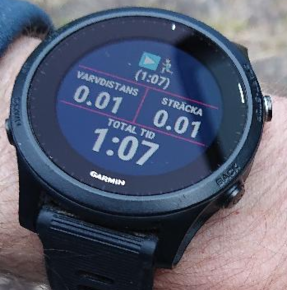 (1:07)
VARVDISTANS STRÄCKA
0.01 0.01
TOTAL TID
1:07
GARMIN
BACK